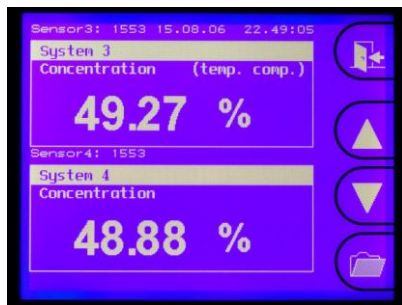 Sensor3: 1553 15.08.06 22.49:05
System 3
Concentration (temp. comp.)
49.27 %
Sensor4: 1553
System 4
Concentration
48.88 %